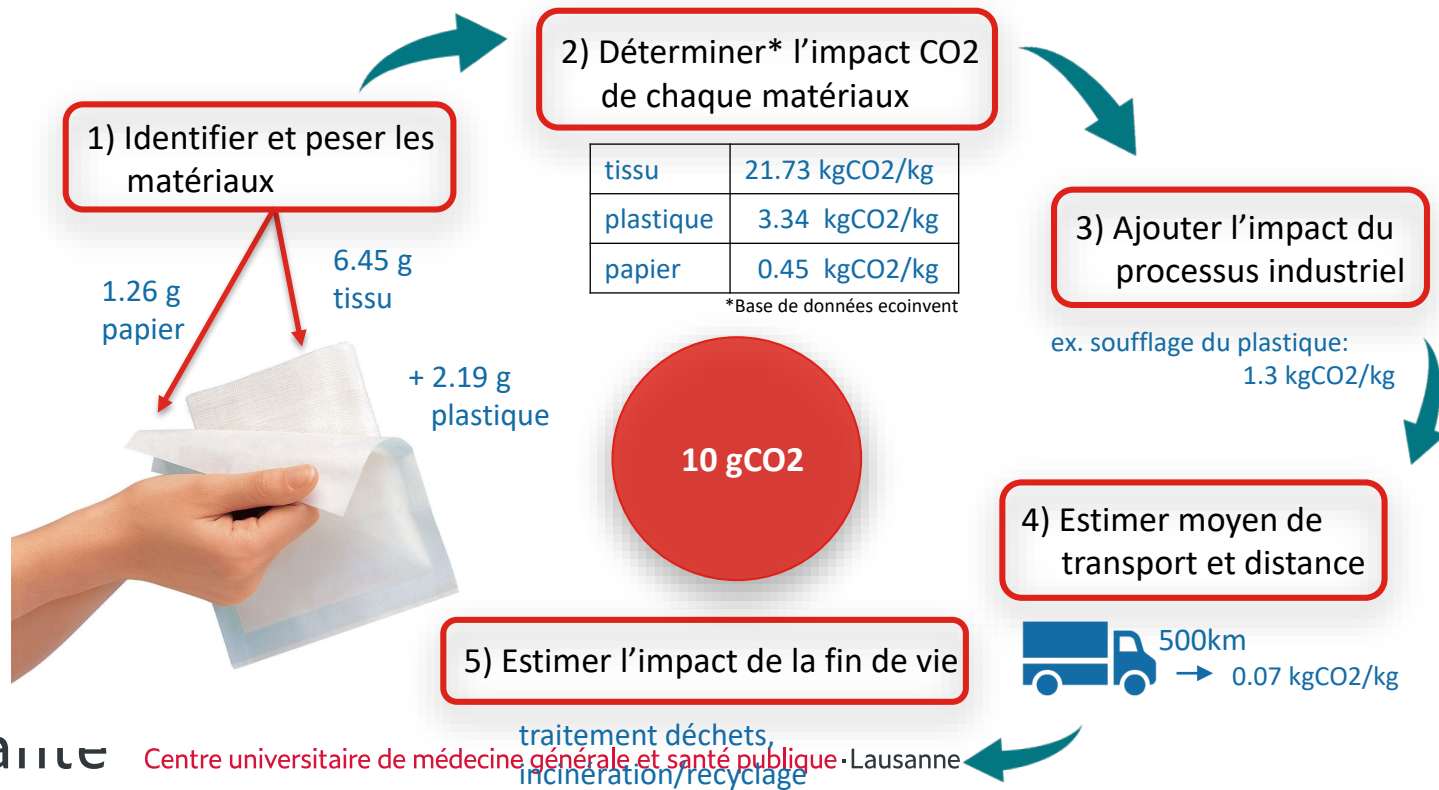 1) Identifier et peser les
matériaux
1.26 g
papier
6.45 g
tissu
+ 2.19 g
plastique
2) Déterminer* l’impact CO2
de chaque matériaux
tissu 21.73 kgCO2/kg
plastique 3.34 kgCO2/kg
papier 0.45 kgCO2/kg
*Base de données ecoinvent
3) Ajouter l’impact du
processus industriel
ex. soufflage du plastique:
1.3 kgCO2/kg
10 gCO2
4) Estimer moyen de
transport et distance
500km
→ 0.07 kgCO2/kg
5) Estimer l’impact de la fin de vie
traitement déchets,
incinération/recyclage
Centre universitaire de médecine générale et santé publique · Lausanne